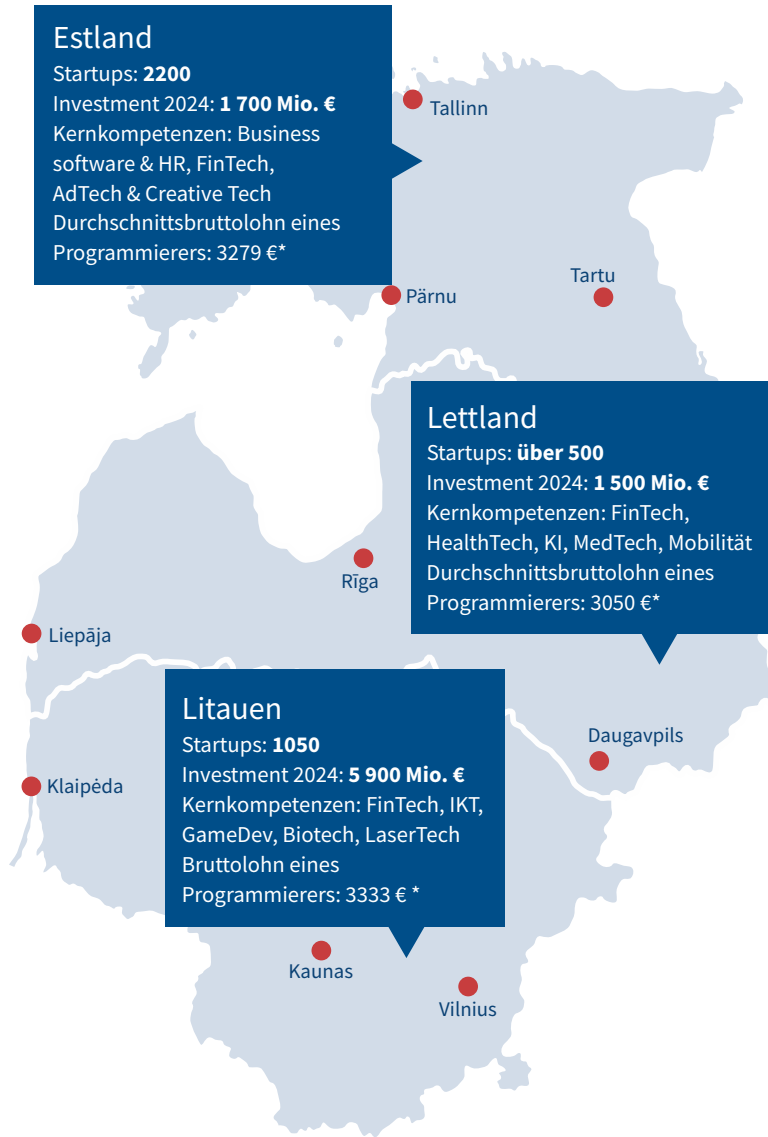 Estland
Startups: 2200
Investment 2024: 1 700 Mio. €
Kernkompetenzen: Business
software & HR, FinTech,
AdTech & Creative Tech
Durchschnittsbruttolohn eines
Programmierers: 3279 €*
Tallinn
Tartu
Pärnu
Lettland
Startups: über 500
Investment 2024: 1 500 Mio. €
Kernkompetenzen: FinTech,
HealthTech, KI, MedTech, Mobilität
Durchschnittsbruttolohn eines
Programmierers: 3050 €*
Rīga
Liepāja
Daugavpils
Litauen
Startups: 1050
Investment 2024: 5 900 Mio. €
Kernkompetenzen: FinTech, IKT,
GameDev, Biotech, LaserTech
Bruttolohn eines
Programmierers: 3333 € *
Klaipėda
Kaunas
Vilnius